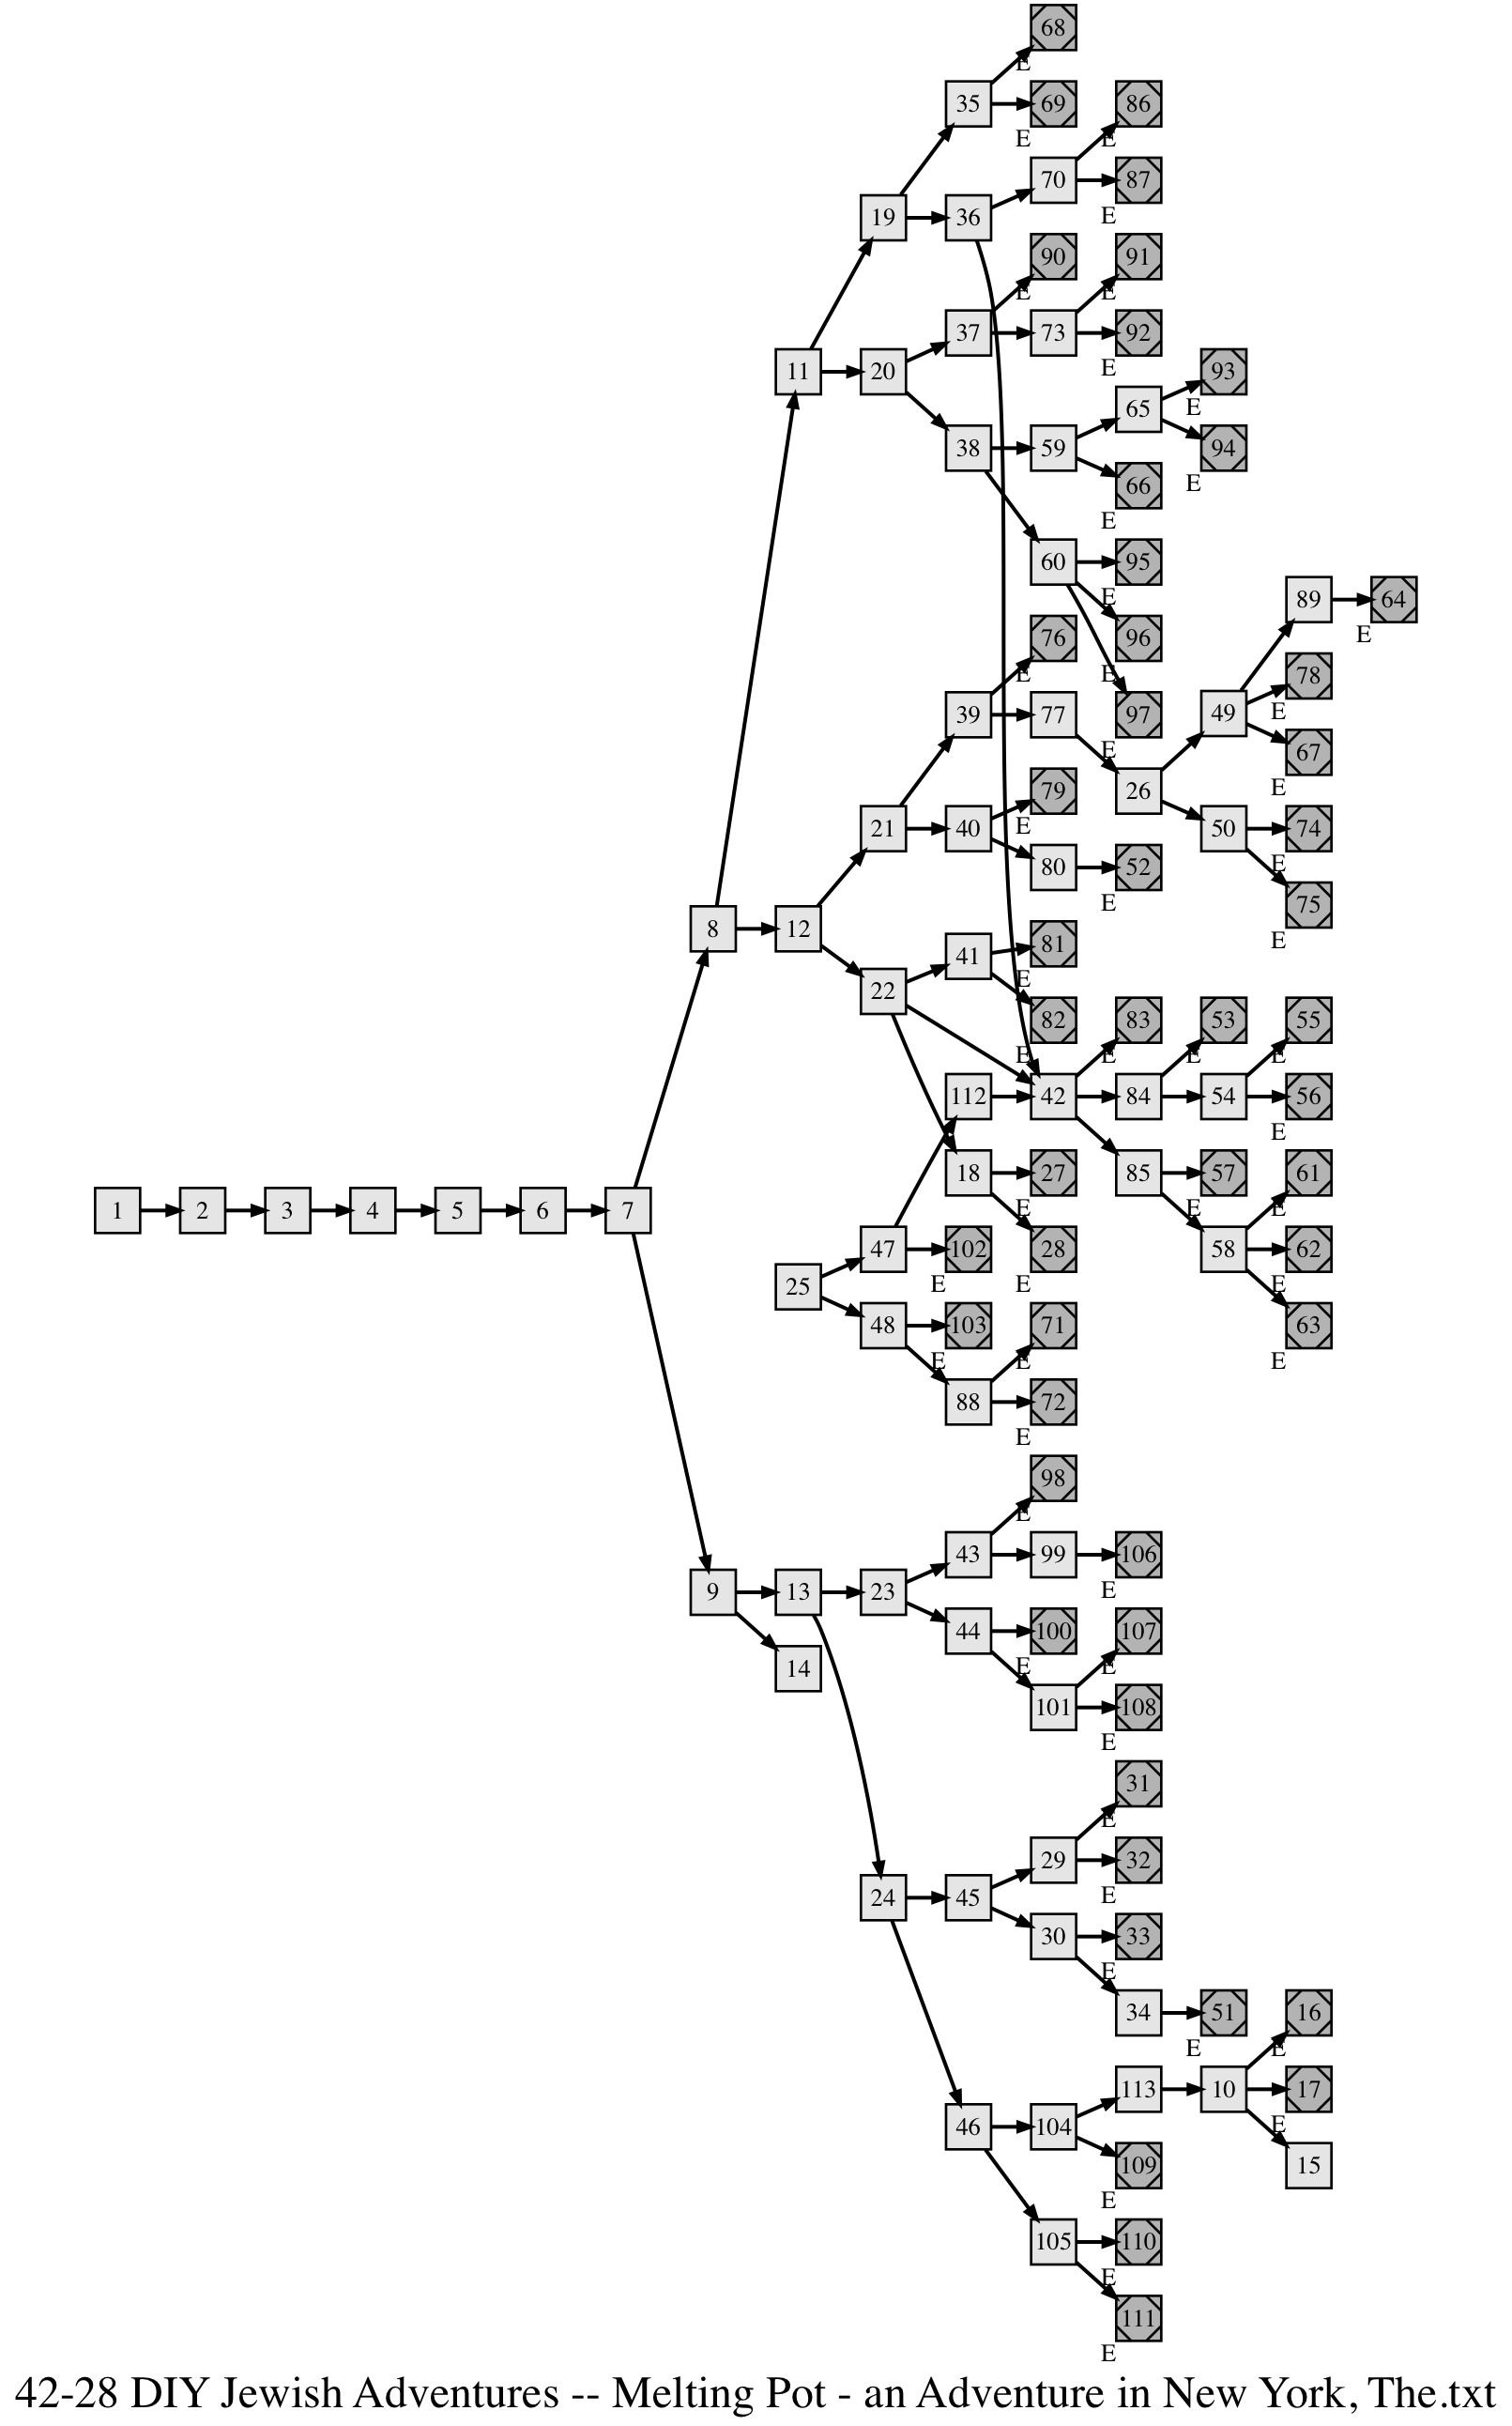 68
E
35 69 86
E E
70 87
19 36 E
90 91
E E
37 73 92
E
11 20 93
65 E
38 59 94
66 E
E
60 95
E 89 64
76 96 E
E E 78
39 77 97 49 E
E 67
79 26 E
21 40 E 50 74
80 52 E
E 75
8 12 41 81 E
22 E
82 83 53 55
E E E E
112 42 84 54 56
E
18 27 85 57 61
1 2 3 4 5 6 7 E E E
47 102 28 58 62
25 E E E
48 103 71 63
E E E
88 72
E
98
E
43 99 106
9 13 23 E
44 100 107
14 E E
101 108
E
31
E
29 32
24 45 E
30 33
E
34 51 16
E E
113 10 17
46 104 E
109 15
E
105 110
E
111
E
42-28 DIY Jewish Adventures -- Melting Pot - an Adventure in New York, The.txt